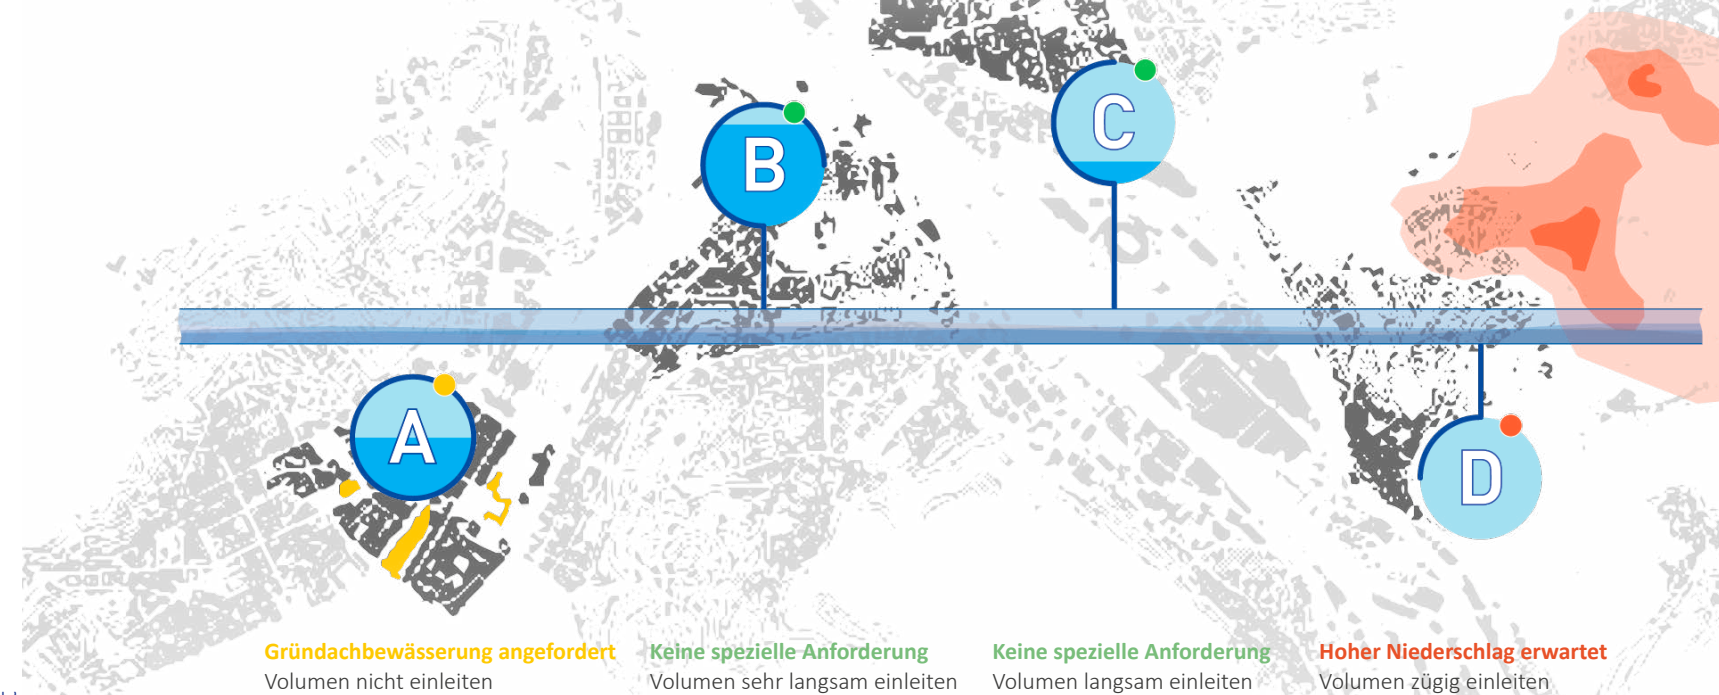 C
B
A
D
Gründachbewässerung angefordert
Volumen nicht einleiten
Keine spezielle Anforderung
Volumen sehr langsam einleiten
Keine spezielle Anforderung
Volumen langsam einleiten
Hoher Niederschlag erwartet
Volumen zügig einleiten